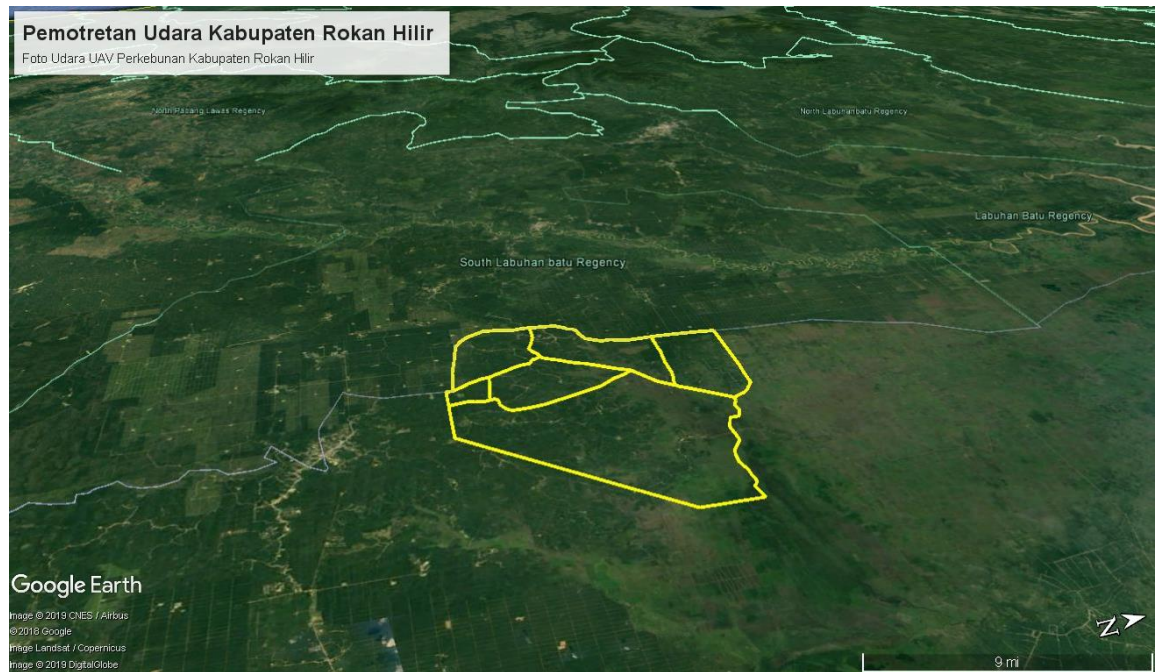 Pemotretan Udara Kabupaten Rokan Hilir
Foto Udara UAV Perkebunan Kabupaten Rokan Hilir
North Padang Lawas Regency
North Labuhanbatu Regency
Labuhan Batu Regency
South Labuhan batu Regency
Google Earth
Image © 2019 CNES / Airbus
© 2018 Google
Image Landsat / Copernicus
Image © 2019 DigitalGlobe
N
9 mi